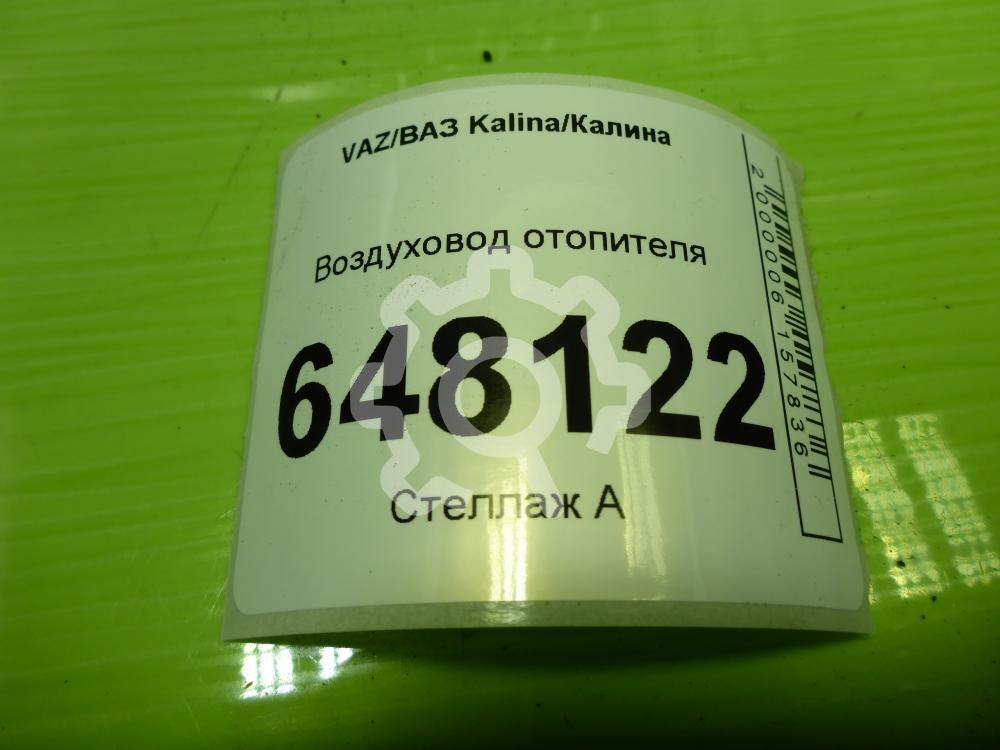 VAZ/ВАЗ Kalina/Калина
Воздуховод отопителя
648122
Стеллаж А
2000006157836